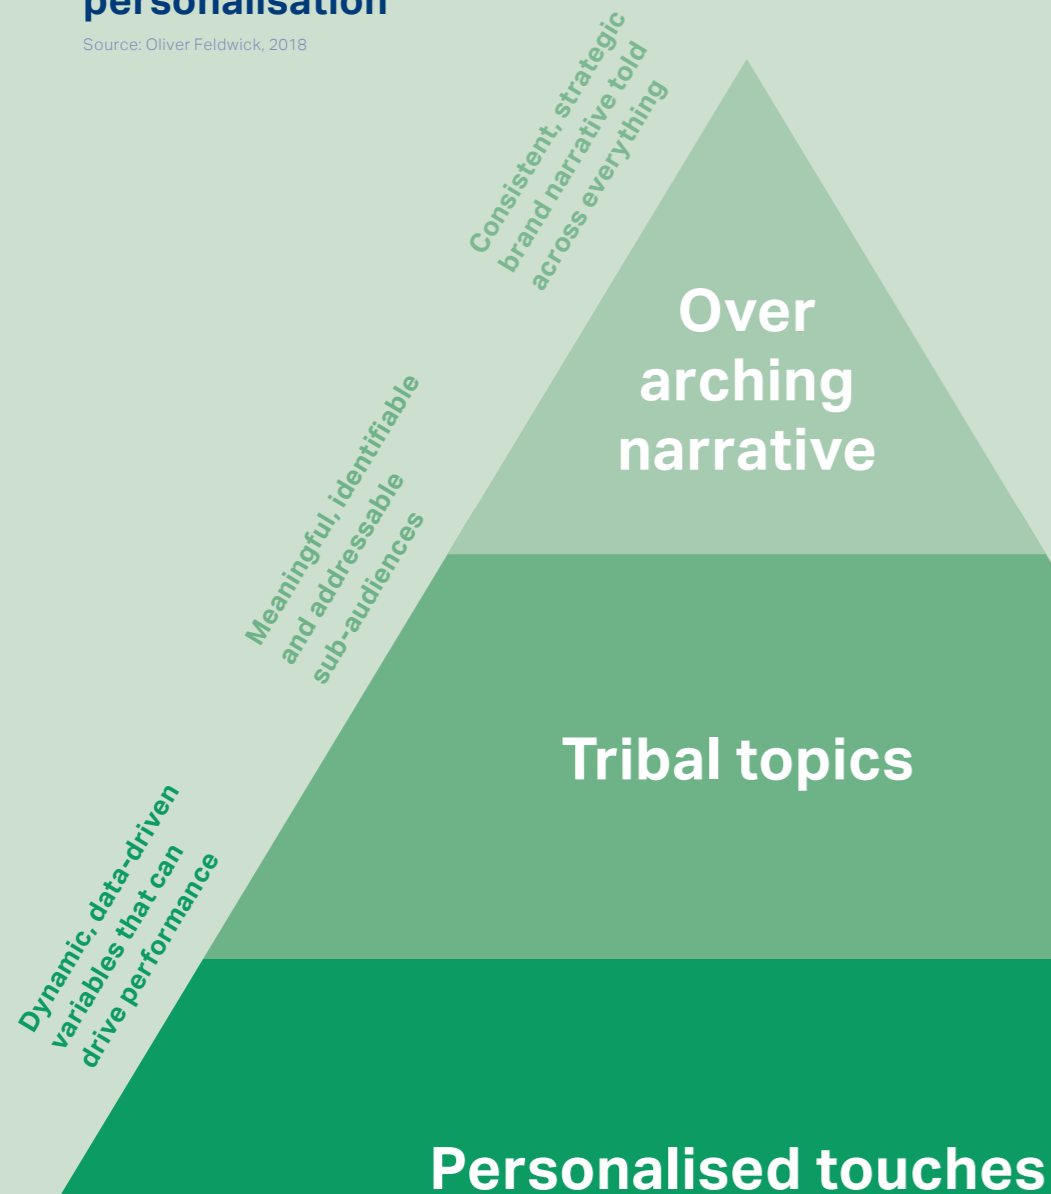 personalisation
Source: Oliver Feldwick, 2018
Consistent, strategic
brand narrative told
across everything
Over
arching
narrative
Meaningful, identifiable
and addressable
sub-audiences
Tribal topics
Dynamic, data-driven
variables that can
drive performance
Personalised touches